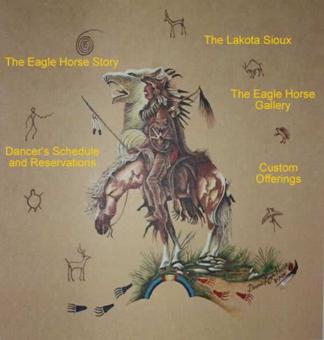 The Lakota Sioux
The Eagle Horse Story
The Eagle Horse
Gallery
Dancer's Schedule
and Reservations
Custom
Offerings